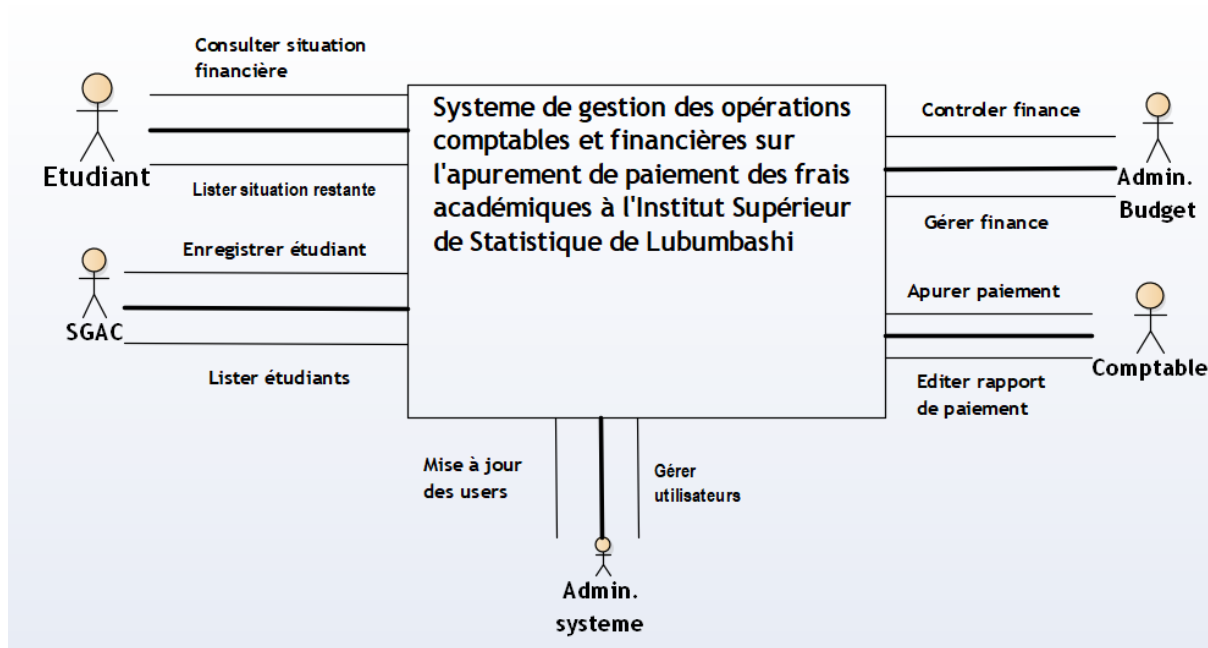 Consulter situation
financière
Etudiant
Lister situation restante
Enregistrer étudiant
SGAC
Lister étudiants
Systeme de gestion des opérations
comptables et financières sur
l'apurement de paiement des frais
académiques à l'Institut Supérieur
de Statistique de Lubumbashi
Controler finance
Admin.
Budget
Gérer finance
Apurer paiement
Comptable
Editer rapport
de paiement
Mise à jour
des users
Gérer
utilisateurs
Admin.
systeme